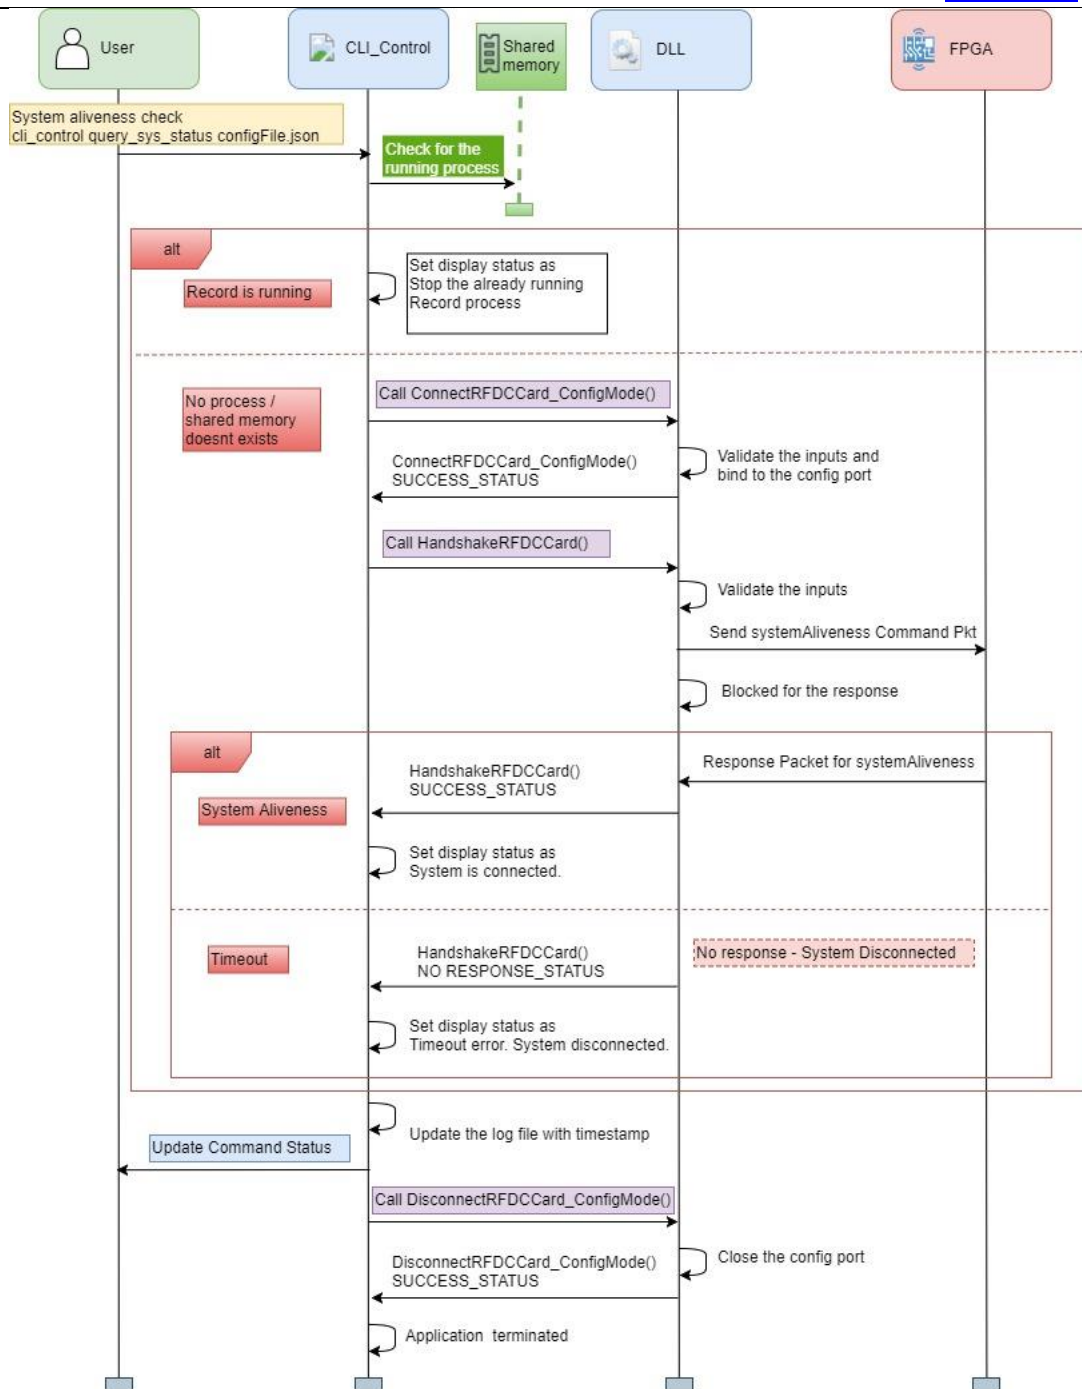 User
CLI_Control
Shared
memory
DLL
FPGA
System aliveness check
cli_control query_sys_status configFile.json
Check for the
running process
alt
Record is running
Set display status as
Stop the already running
Record process
No process /
shared memory
doesnt exists
Call ConnectRFDCCard_ConfigMode()
Validate the inputs and
bind to the config port
ConnectRFDCCard_ConfigMode()
SUCCESS_STATUS
Call HandshakeRFDCCard()
Validate the inputs
Send systemAliveness Command Pkt
Blocked for the response
alt
Response Packet for systemAliveness
HandshakeRFDCCard()
SUCCESS_STATUS
System Aliveness
Set display status as
System is connected.
Timeout
HandshakeRFDCCard()
NO RESPONSE_STATUS
No response - System Disconnected
Set display status as
Timeout error. System disconnected.
Update the log file with timestamp
Update Command Status
Call DisconnectRFDCCard_ConfigMode()
Close the config port
DisconnectRFDCCard_ConfigMode()
SUCCESS_STATUS
Application terminated